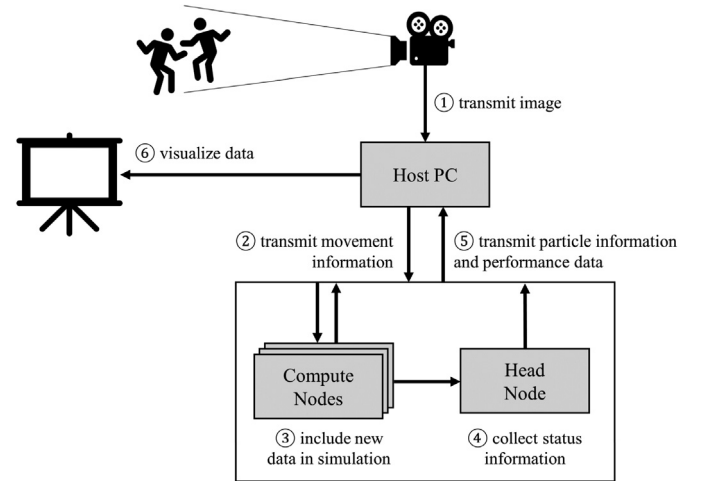 ① transmit image
⑥ visualize data
Host PC
② transmit movement
information
⑤ transmit particle information
and performance data
Compute
Nodes
Head
Node
③ include new
data in simulation
④ collect status
information